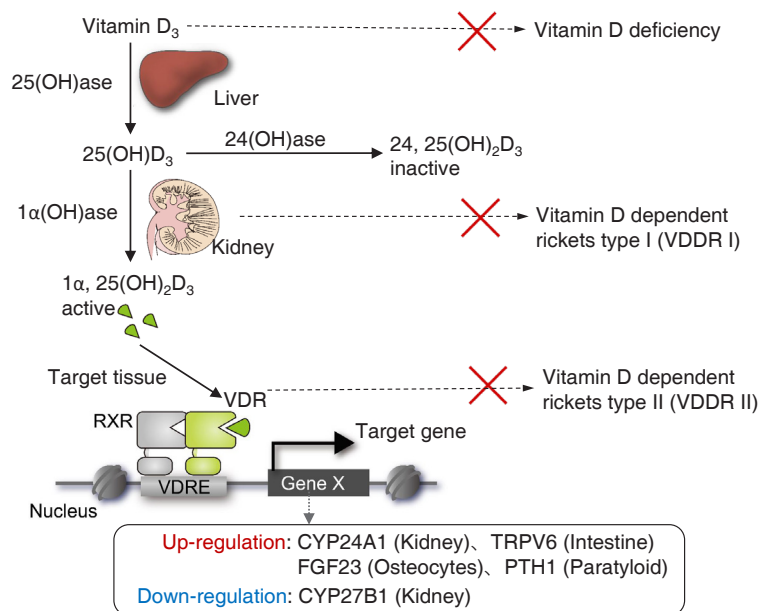 Vitamin D₃
Vitamin D deficiency
25(OH)ase
Liver
25(OH)D₃
24(OH)ase
24, 25(OH)₂D₃
inactive
1α(OH)ase
Kidney
Vitamin D dependent
rickets type I (VDDR I)
1α, 25(OH)₂D₃
active
Target tissue
VDR
Vitamin D dependent
rickets type II (VDDR II)
RXR
Target gene
VDRE
Gene X
Nucleus
Up-regulation: CYP24A1 (Kidney)、TRPV6 (Intestine)
FGF23 (Osteocytes)、PTH1 (Paratyloid)
Down-regulation: CYP27B1 (Kidney)